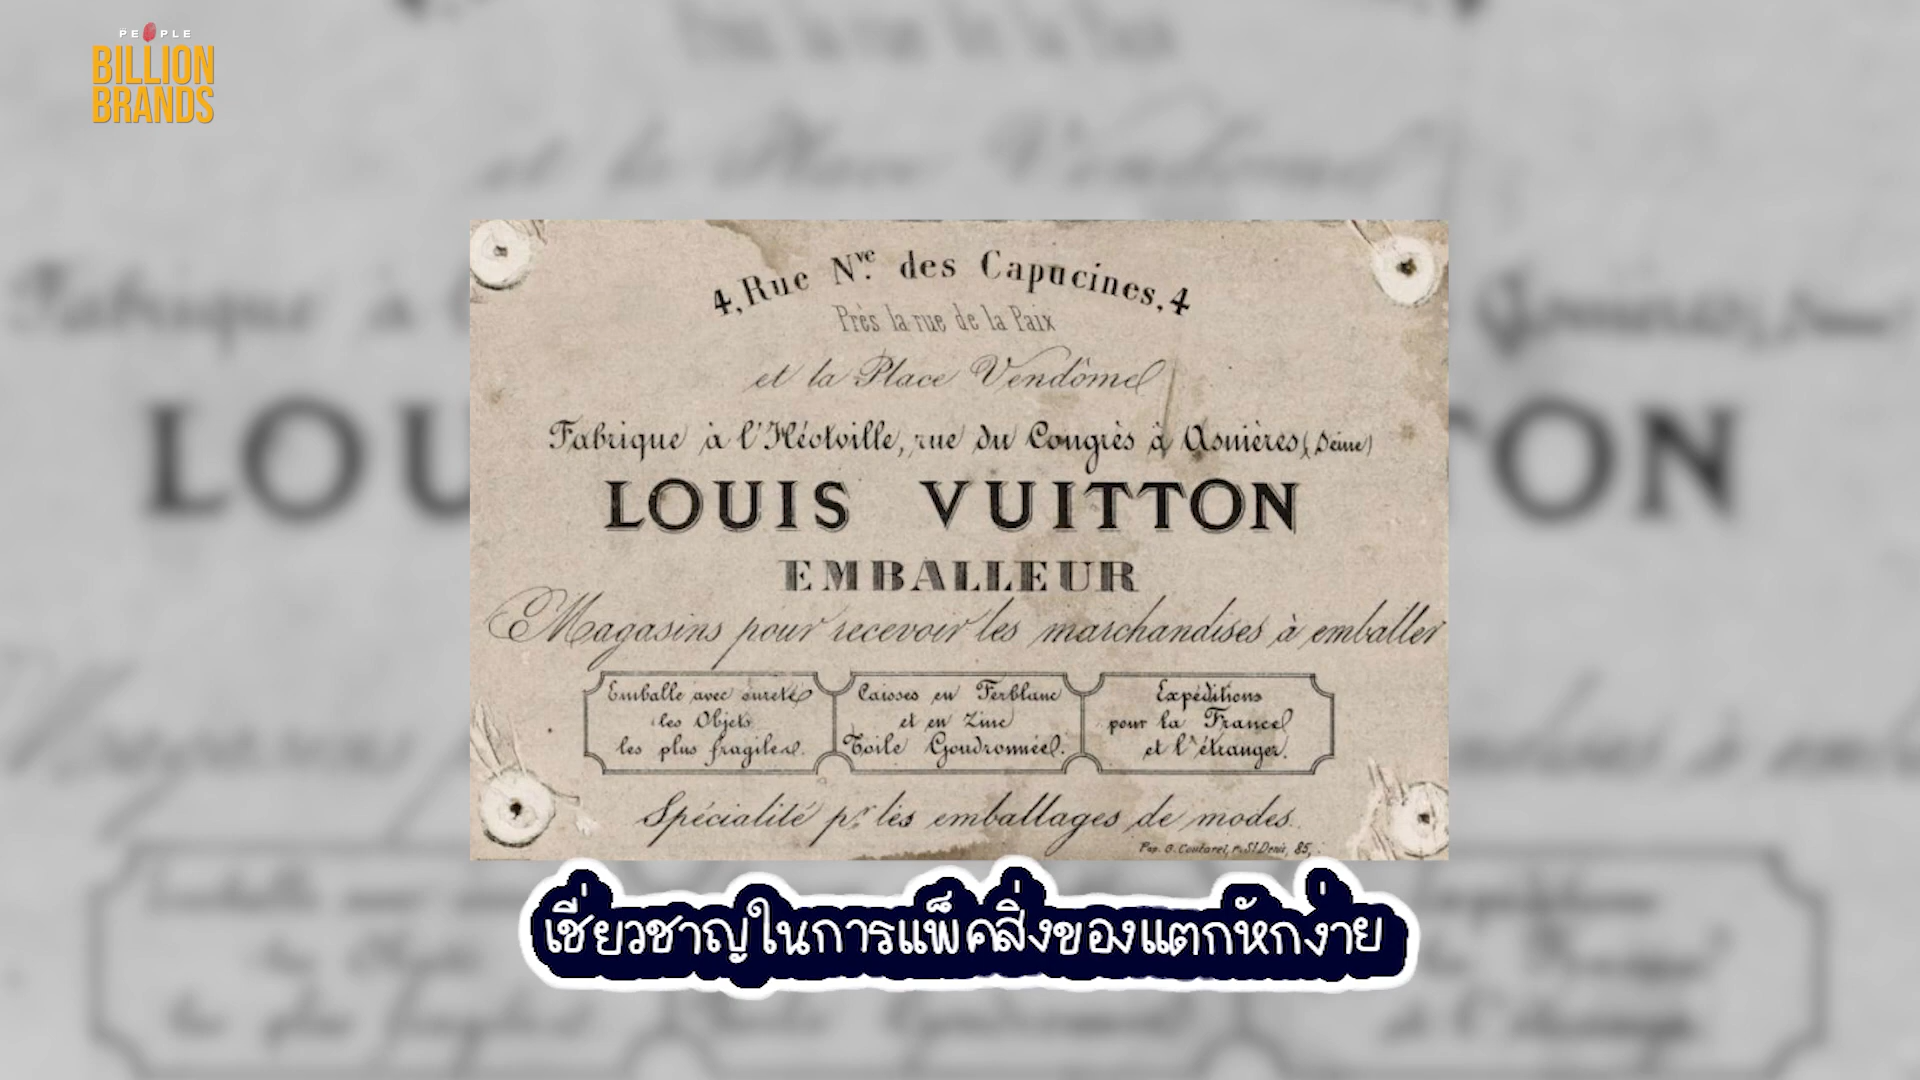 PEOPLE
BILLION
BRANDS
4, Rue Nve. des Capucines, 4
Près la rue de la Paix
et la Place Vendôme
Fabrique à l'Héotville, rue du Congrès à Asnières (Seine)
LOUIS VUITTON
EMBALLEUR
Magasins pour recevoir les marchandises à emballer
Emballe avec sureté
les Objets
les plus fragiles.
Caisses en Ferblanc
et en Zinc
Toile Goudronnée.
Expéditions
pour la France
et l'étranger.
Spécialité pr. les emballages de modes.
St Denis, 85,
เชี่ยวชาญในการแพ็คสิ่งของแตกหักง่าย